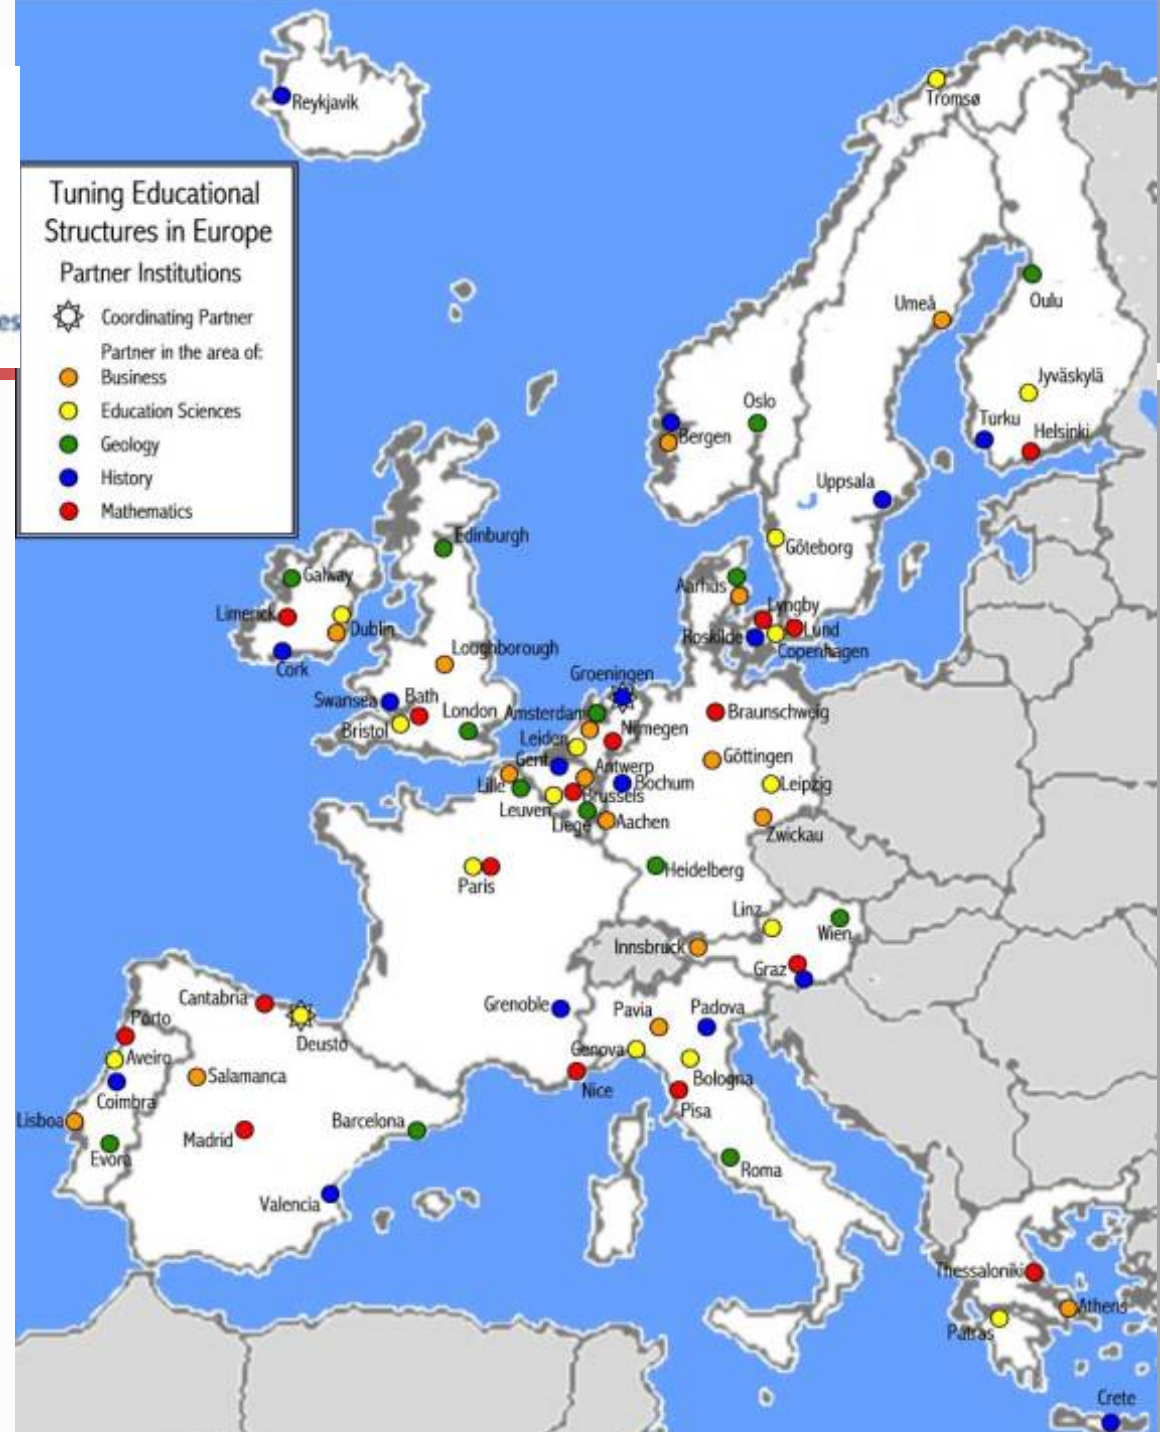 Reykjavik
Tromsø
Tuning Educational
Structures in Europe
Partner Institutions
es
Coordinating Partner
Partner in the area of:
Business
Education Sciences
Geology
History
Mathematics
Umeå
Oulu
Jyväskylä
Oslo
Turku
Helsinki
Bergen
Uppsala
Edinburgh
Göteborg
Galway
Aarhus
Limerick
Lyngby
Dublin
Roskilde
Lund
Copenhagen
Loughborough
Cork
Groeningen
Swansea
Bath
London
Amsterdam
Braunschweig
Bristol
Nijmegen
Leiden
Gent
Göttingen
Antwerp
Lille
Bochum
Leipzig
Brussels
Leuven
Liege
Aachen
Zwickau
Paris
Heidelberg
Linz
Wien
Innsbruck
Graz
Cantabria
Grenoble
Pavia
Padova
Porto
Deusto
Aveiro
Genova
Salamanca
Bologna
Coimbra
Nice
Lisboa
Pisa
Barcelona
Madrid
Evora
Roma
Valencia
Thessaloniki
Athens
Patras
Crete